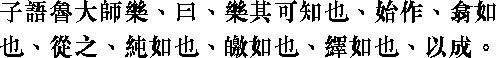 子語魯大師樂、曰、樂其可知也、始作、翕如
也、從之、純如也、皦如也、繹如也、以成。